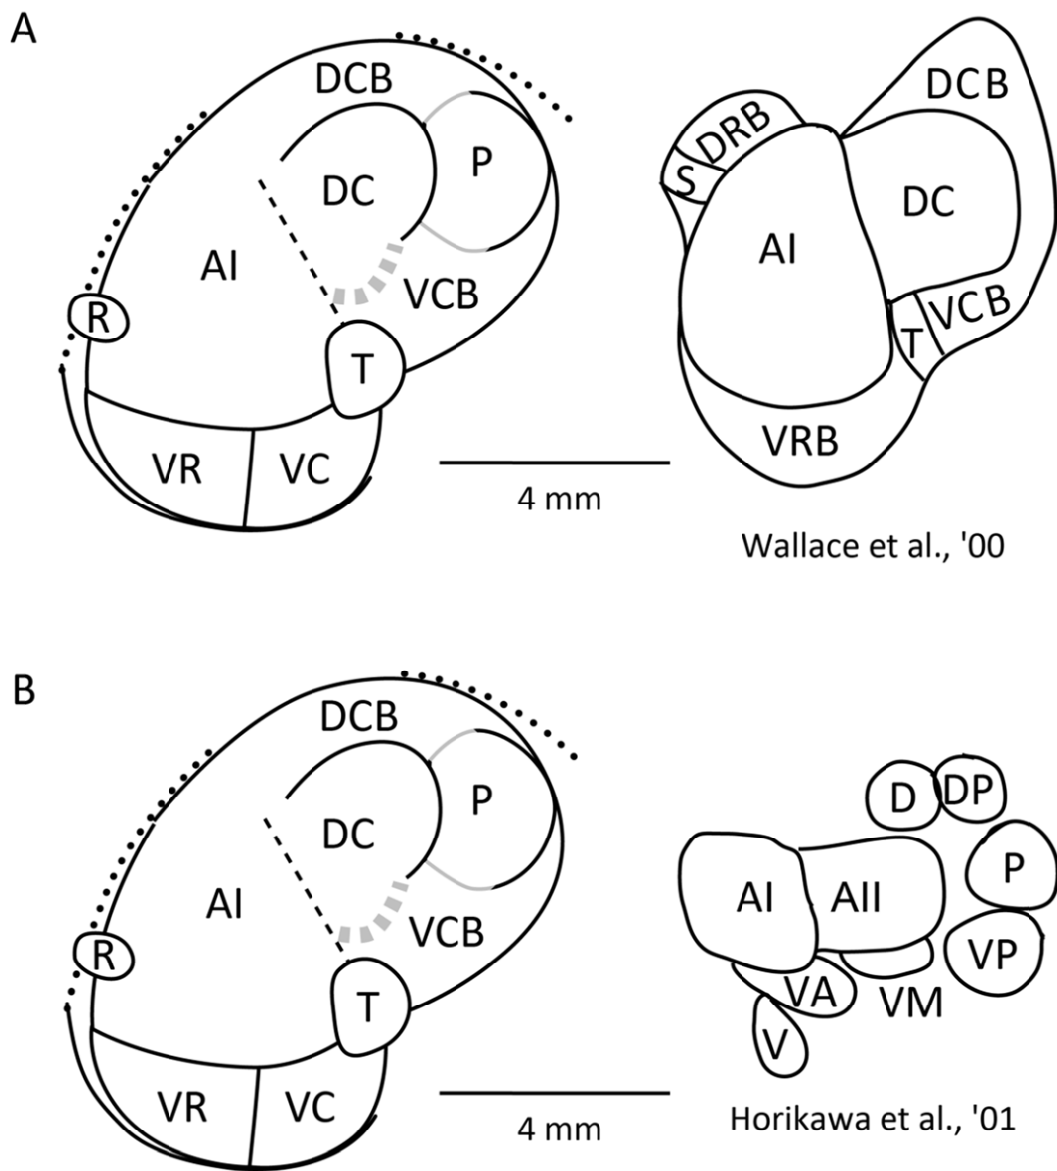 A
DCB
P
DC
AI
VCB
R
T
VR
VC
4 mm
DCB
DRB
S
DC
AI
VCB
T
VRB
Wallace et al., '00
B
DCB
P
DC
AI
VCB
R
T
VR
VC
4 mm
D
DP
P
AI
AII
VP
VA
VM
V
Horikawa et al., '01